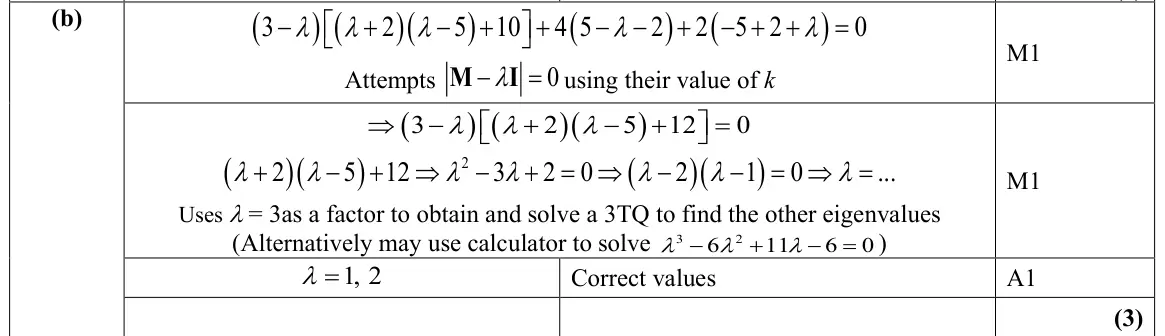 (b)
(3−λ)[(λ+2)(λ−5)+10]+4(5−λ−2)+2(−5+2+λ)=0
Attempts |M−λI|=0 using their value of k
M1
⇒(3−λ)[(λ+2)(λ−5)+12]=0
(λ+2)(λ−5)+12⇒λ²−3λ+2=0⇒(λ−2)(λ−1)=0⇒λ=...
Uses λ = 3as a factor to obtain and solve a 3TQ to find the other eigenvalues
(Alternatively may use calculator to solve λ³−6λ²+11λ−6=0)
M1
λ=1, 2 Correct values A1
(3)